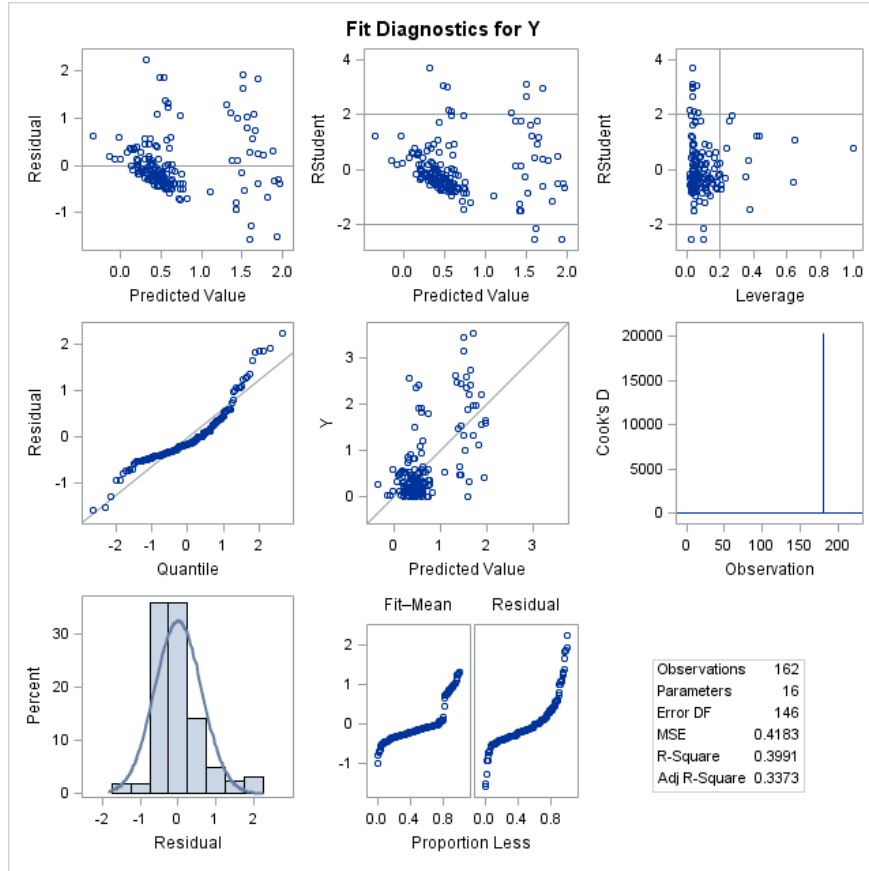 Fit Diagnostics for Y
2
1
0
-1
Residual
0.0 0.5 1.0 1.5 2.0
Predicted Value
4
2
0
-2
RStudent
0.0 0.5 1.0 1.5 2.0
Predicted Value
4
2
0
-2
RStudent
0.0 0.2 0.4 0.6 0.8 1.0
Leverage
2
1
0
-1
Residual
-2 -1 0 1 2
Quantile
3
2
1
0
Y
0 1 2 3
Predicted Value
20000
15000
10000
5000
0
Cook's D
0 50 100 150 200
Observation
30
20
10
0
Percent
-2 -1 0 1 2
Residual
Fit–Mean Residual
2
1
0
-1
0.0 0.4 0.8 0.0 0.4 0.8
Proportion Less
Observations 162
Parameters 16
Error DF 146
MSE 0.4183
R-Square 0.3991
Adj R-Square 0.3373